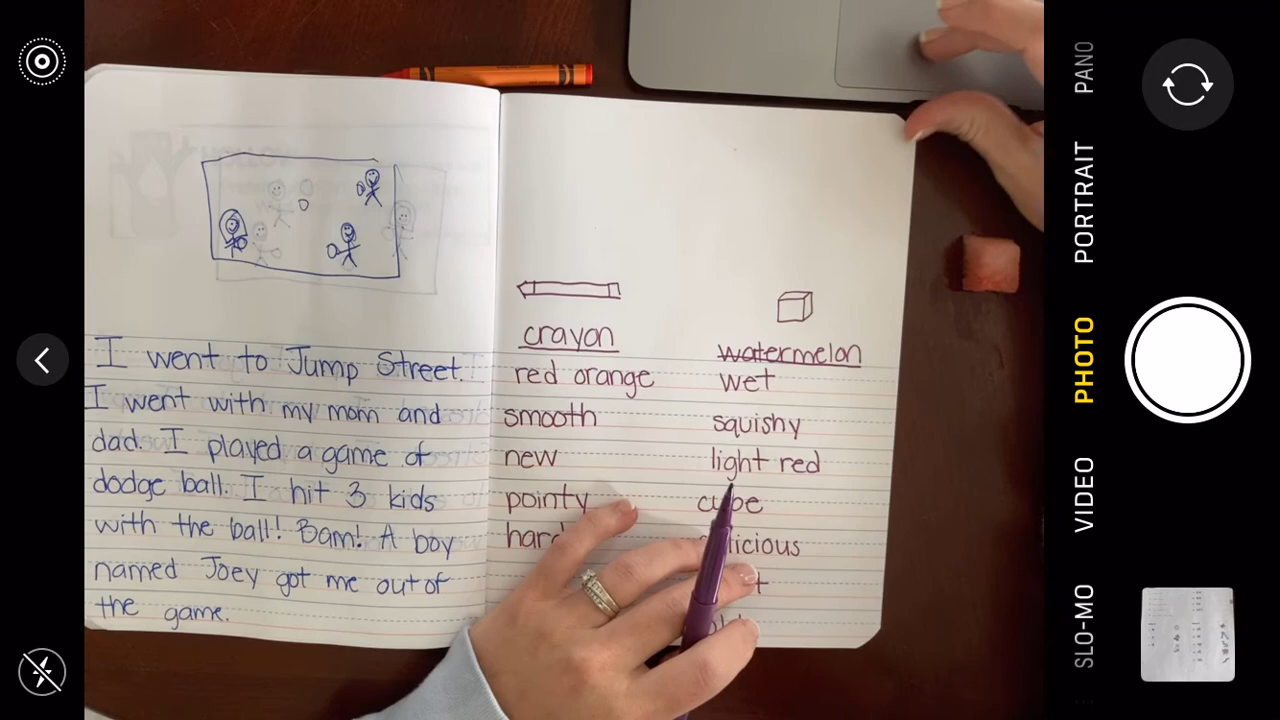 I went to Jump Street.
I went with my mom and
dad. I played a game of
dodge ball. I hit 3 kids
with the ball! Bam! A boy
named Joey got me out of
the game.
crayon
red orange
smooth
new
pointy
watermelon
wet
squishy
light red
cube
PANO
PORTRAIT
PHOTO
VIDEO
SLO-MO